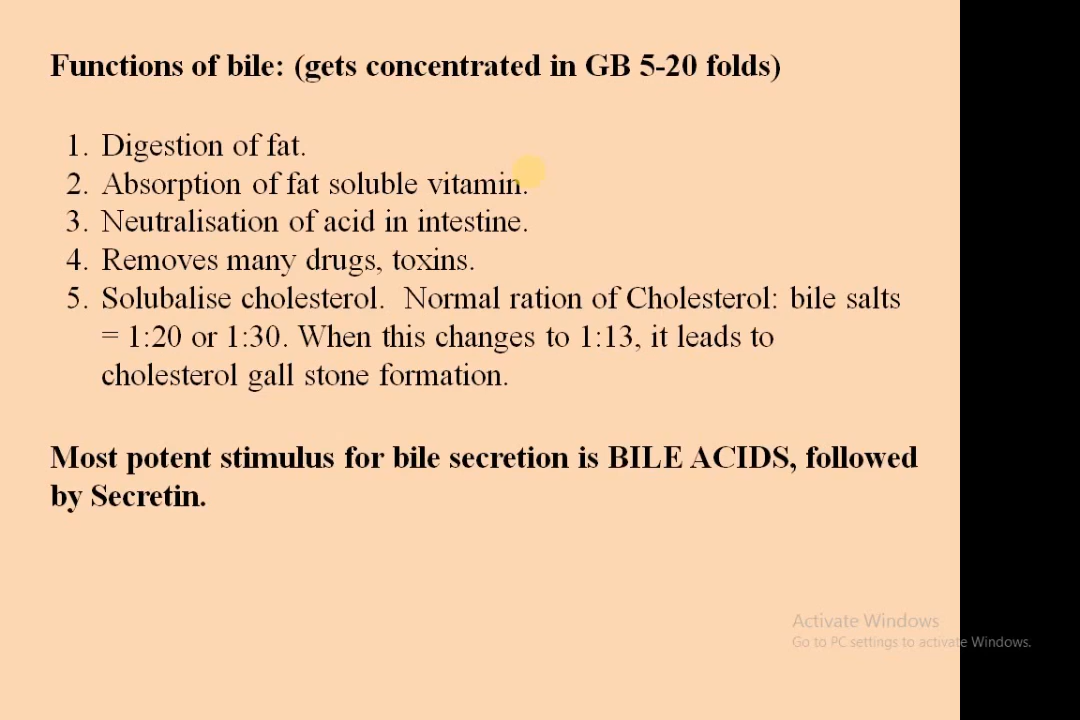 Functions of bile: (gets concentrated in GB 5-20 folds)
1. Digestion of fat.
2. Absorption of fat soluble vitamin.
3. Neutralisation of acid in intestine.
4. Removes many drugs, toxins.
5. Solubalise cholesterol. Normal ration of Cholesterol: bile salts
= 1:20 or 1:30. When this changes to 1:13, it leads to
cholesterol gall stone formation.
Most potent stimulus for bile secretion is BILE ACIDS, followed
by Secretin.
Activate Windows
Go to PC settings to activate Windows.